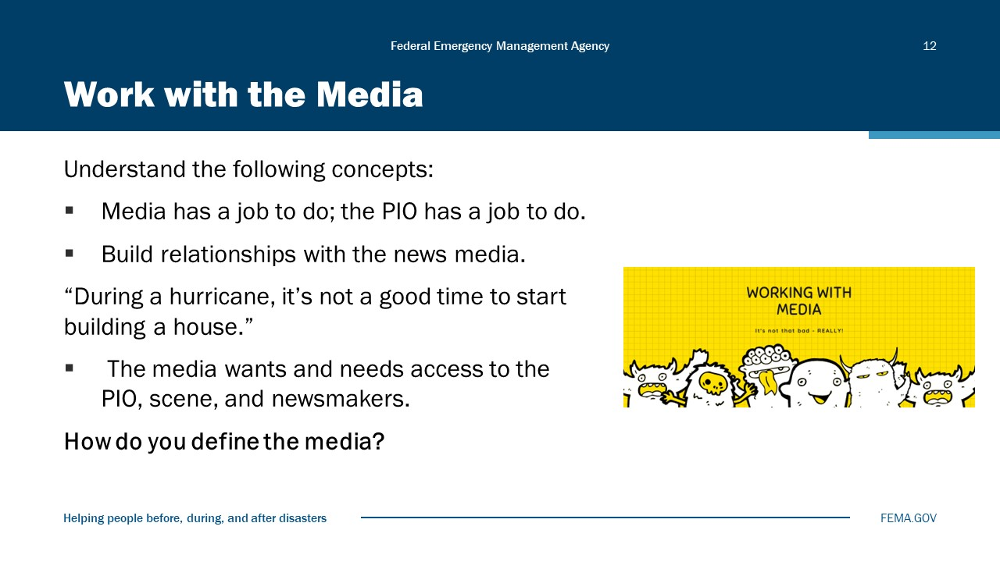 Federal Emergency Management Agency
12
Work with the Media
Understand the following concepts:
▪ Media has a job to do; the PIO has a job to do.
▪ Build relationships with the news media.
“During a hurricane, it’s not a good time to start
building a house.”
▪ The media wants and needs access to the
PIO, scene, and newsmakers.
How do you define the media?
WORKING WITH
MEDIA
It's not that bad - REALLY!
Helping people before, during, and after disasters
FEMA.GOV